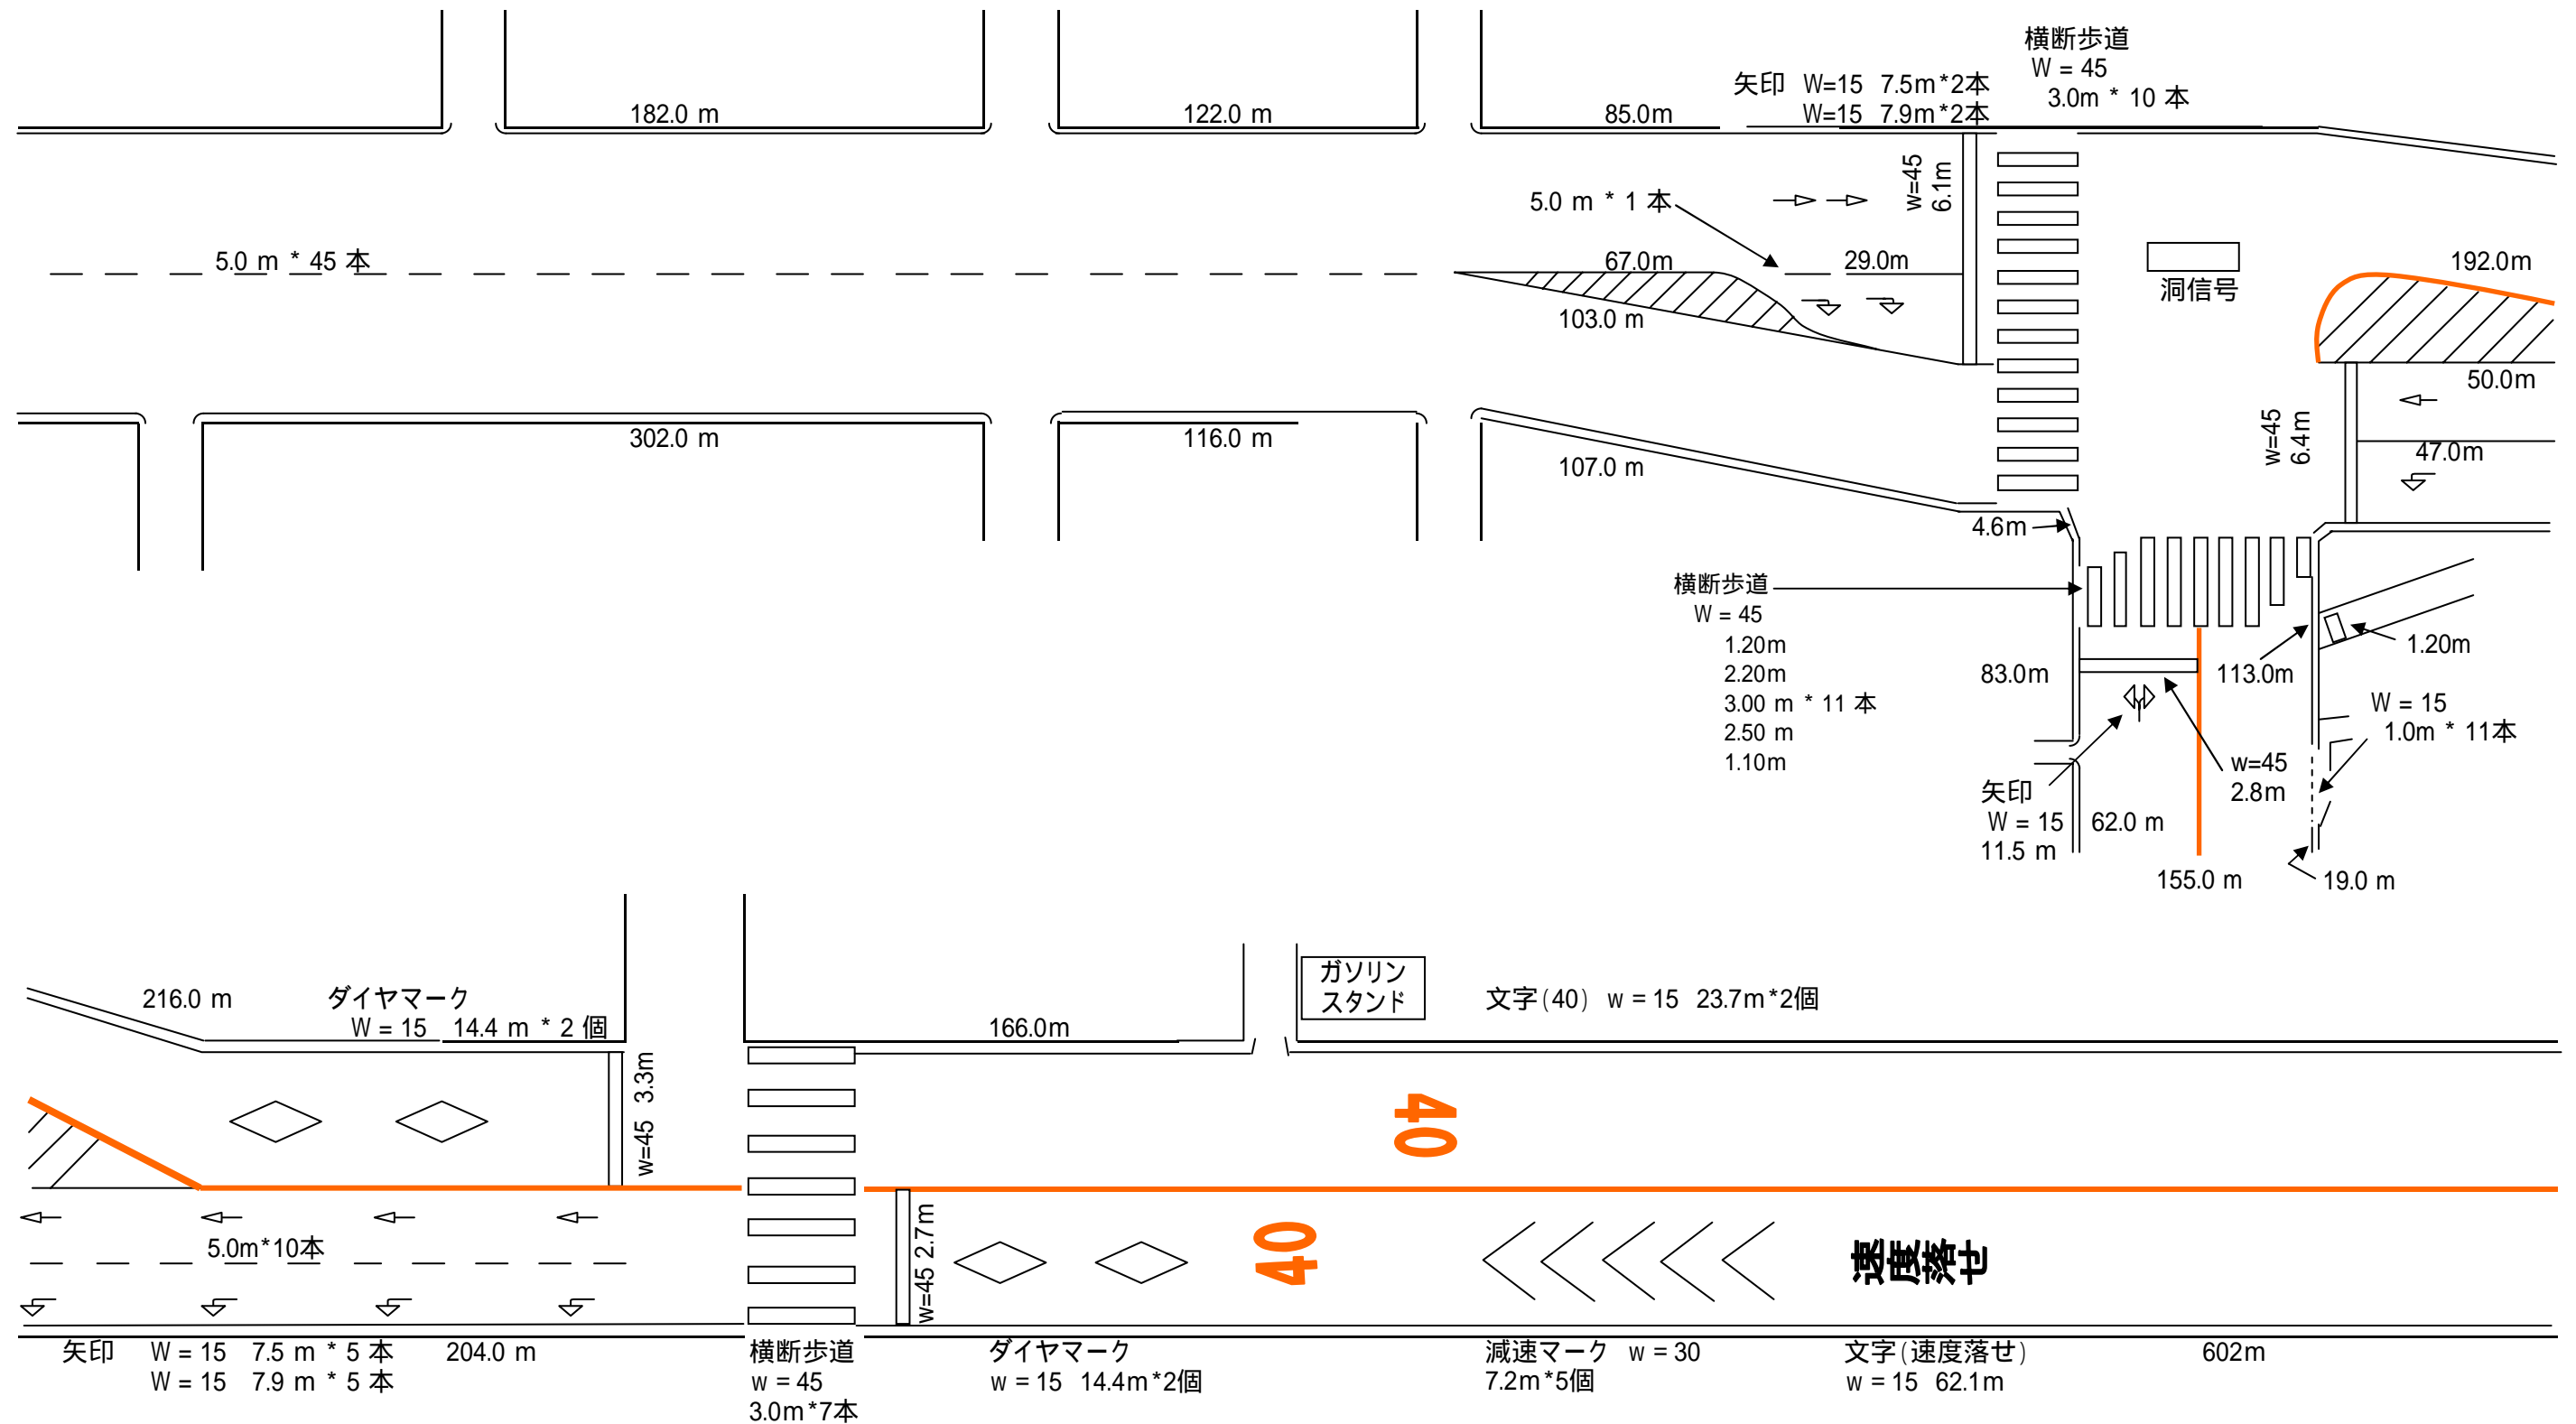 横断歩道
W = 45
3.0m * 10 本
矢印 W=15 7.5m*2本
W=15 7.9m*2本
182.0 m
122.0 m
85.0m
w=45
6.1m
5.0 m * 1 本
5.0 m * 45 本
67.0m
29.0m
洞信号
192.0m
103.0 m
50.0m
302.0 m
116.0 m
107.0 m
w=45
6.4m
47.0m
4.6m
横断歩道
W = 45
1.20m
2.20m
3.00 m * 11 本
2.50 m
1.10m
83.0m
113.0m
1.20m
W = 15
1.0m * 11本
w=45
2.8m
矢印
W = 15
11.5 m
62.0 m
155.0 m
19.0 m
216.0 m
ダイヤマーク
W = 15 14.4 m * 2 個
166.0m
ガソリン
スタンド
文字(40) w = 15 23.7m*2個
w=45 3.3m
40
5.0m*10本
w=45 2.7m
40
速度落せ
矢印 W = 15 7.5 m * 5 本
W = 15 7.9 m * 5 本
204.0 m
横断歩道
w = 45
3.0m*7本
ダイヤマーク
w = 15 14.4m*2個
減速マーク w = 30
7.2m*5個
文字(速度落せ)
w = 15 62.1m
602m